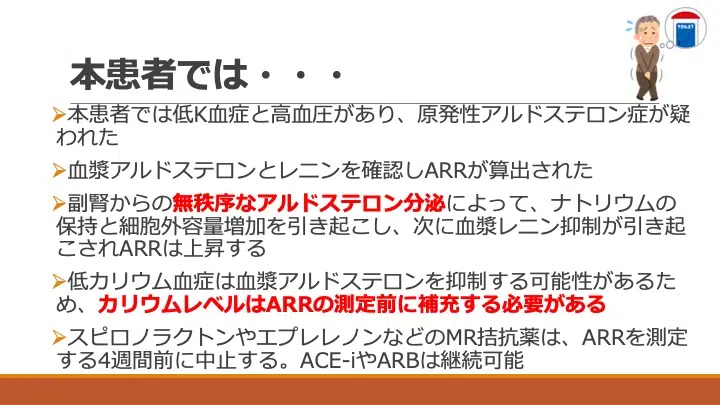 TOILET
本患者では・・・
➢本患者では低K血症と高血圧があり、原発性アルドステロン症が疑
われた
➢血漿アルドステロンとレニンを確認しARRが算出された
➢副腎からの無秩序なアルドステロン分泌によって、ナトリウムの
保持と細胞外容量増加を引き起こし、次に血漿レニン抑制が引き起
こされARRは上昇する
➢低カリウム血症は血漿アルドステロンを抑制する可能性があるた
め、カリウムレベルはARRの測定前に補充する必要がある
➢スピロノラクトンやエプレレノンなどのMR拮抗薬は、ARRを測定
する4週間前に中止する。ACE-iやARBは継続可能